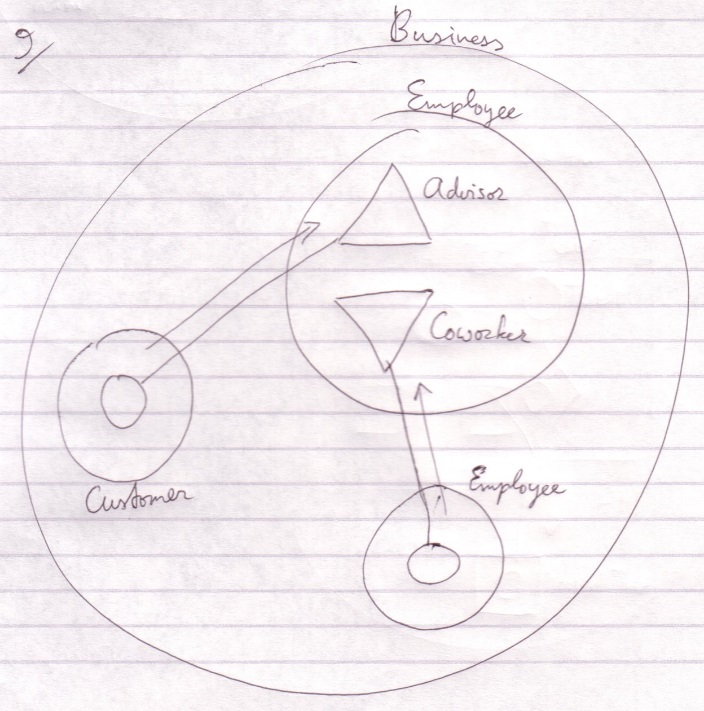 9/
Business
Employee
Advisor
Coworker
Customer
Employee